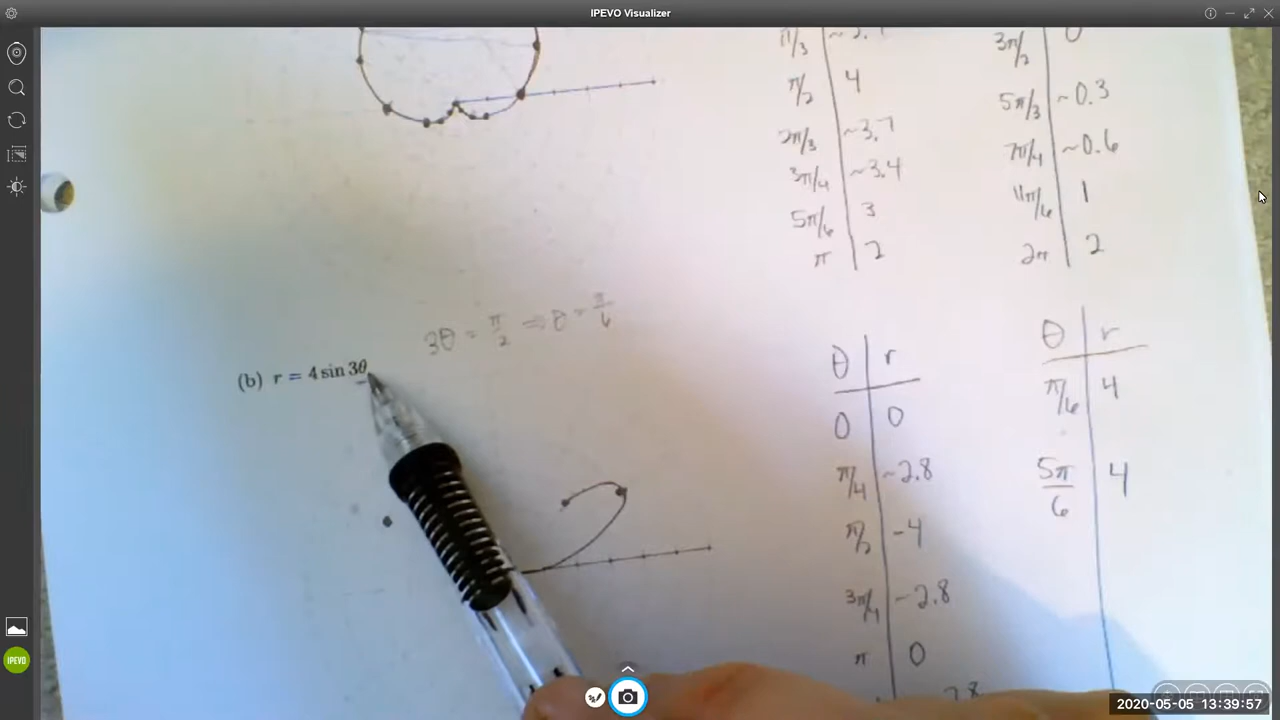 IPEVO Visualizer
π/3 ~3.7
π/2 4
2π/3 ~3.7
3π/4 ~3.4
5π/6 3
π 2
3π/2 0
5π/3 ~0.3
7π/4 ~0.6
11π/6 1
2π 2
3θ = π/2 ⇒ θ = π/6
(b) r = 4 sin 3θ
θ r
0 0
π/4 ~2.8
π/2 -4
3π/4 ~2.8
π 0
θ r
π/6 4
5π/6 4
IPEVO
2020-05-05 13:39:57